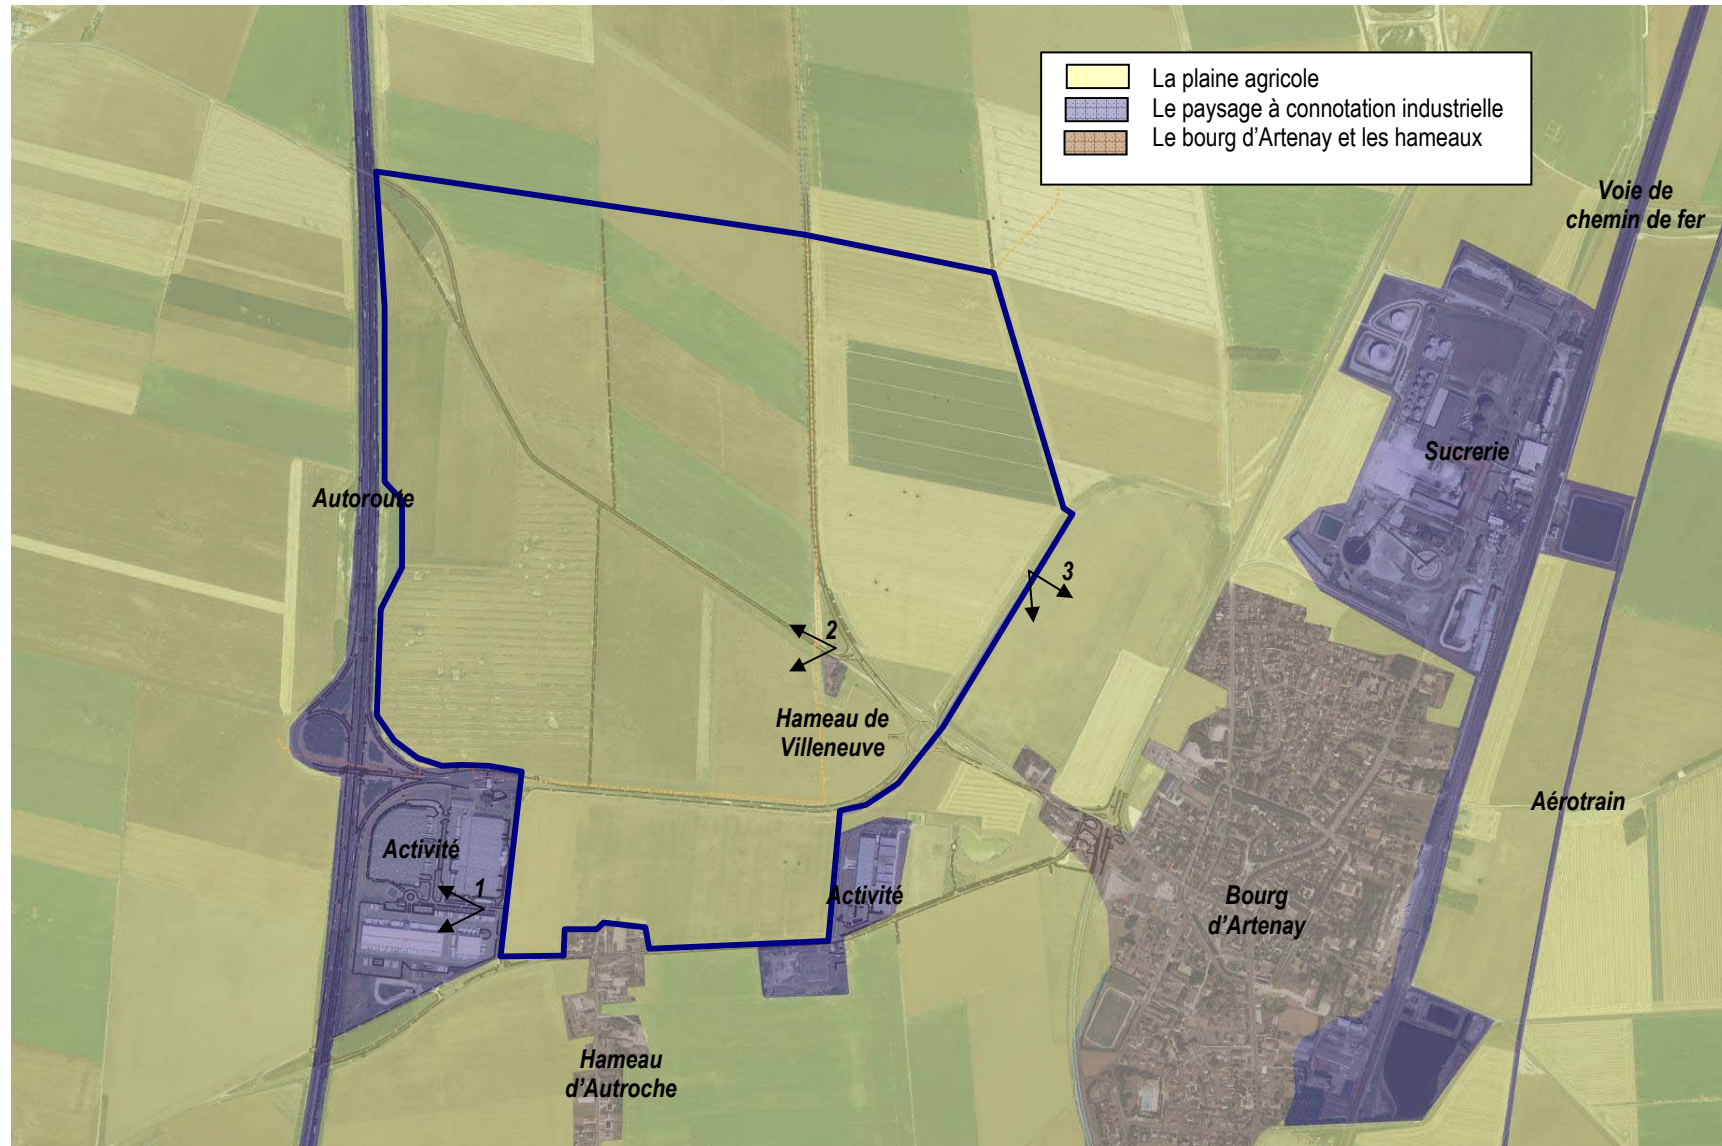 La plaine agricole
Le paysage à connotation industrielle
Le bourg d'Artenay et les hameaux
Voie de
chemin de fer
Sucrerie
Autoroute
3
2
Hameau de
Villeneuve
Aérotrain
Activité
1
Activité
Bourg
d'Artenay
Hameau
d'Autroche